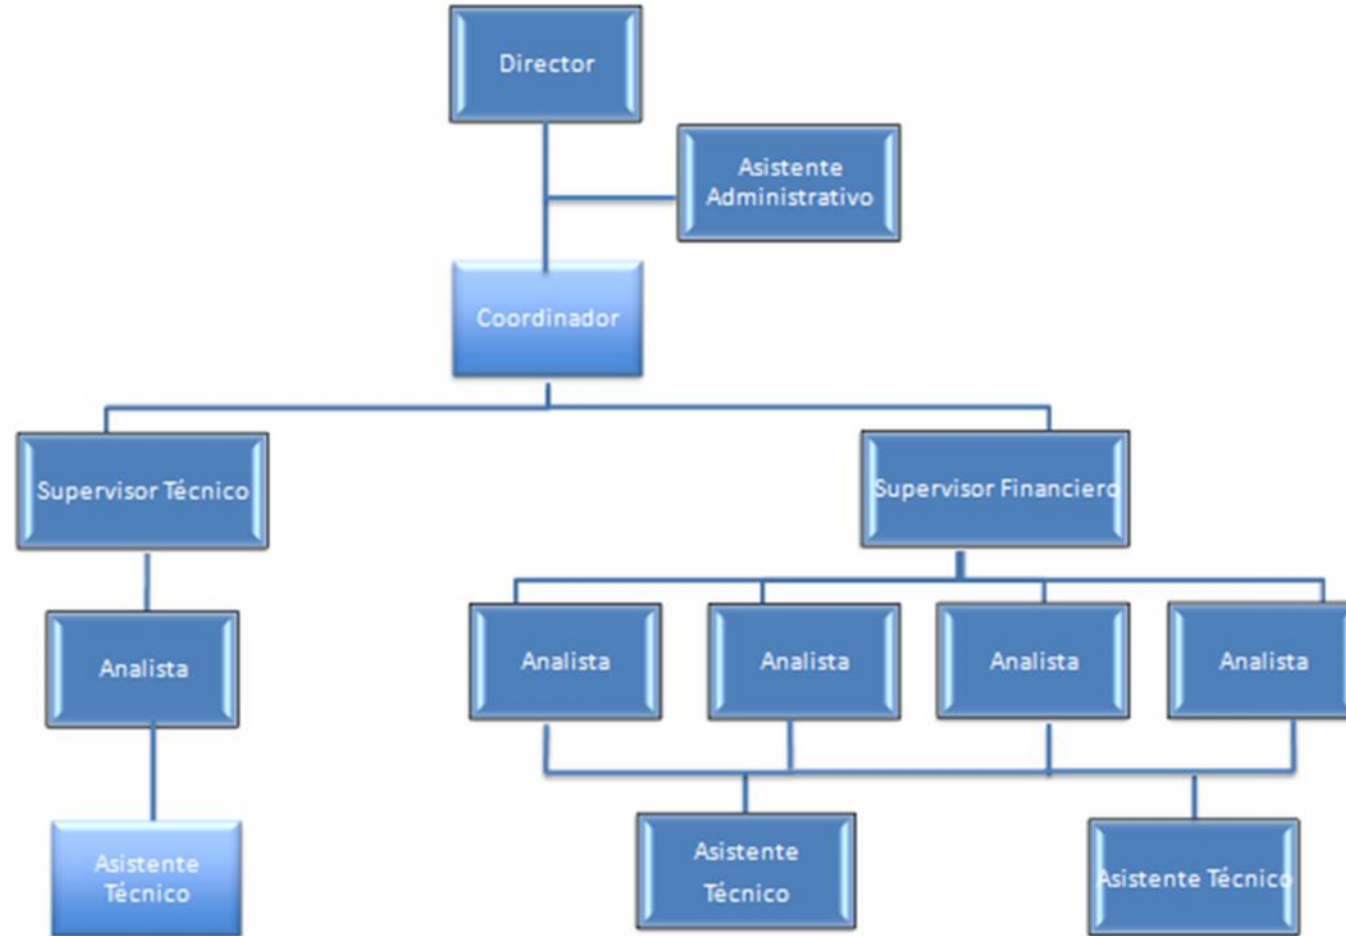 Director
Asistente
Administrativo
Coordinador
Supervisor Técnico
Supervisor Financiero
Analista
Analista
Analista
Analista
Analista
Asistente
Técnico
Asistente
Técnico
Asistente Técnico